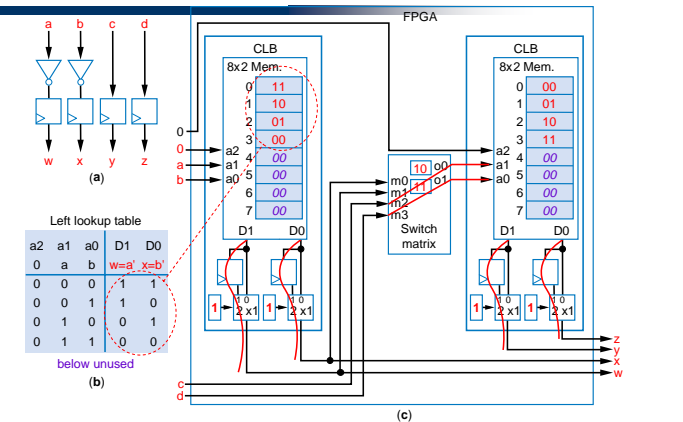 FPGA
a b c d
w x y z
(a)
Left lookup table
a2 a1 a0 D1 D0
0 a b w=a' x=b'
0 0 0 1 1
0 0 1 1 0
0 1 0 0 1
0 1 1 0 0
below unused
(b)
CLB
8x2 Mem.
0 11
1 10
2 01
3 00
4 00
5 00
6 00
7 00
0
0 a2
a a1
b a0
D1 D0
1 1 0 2 x1
1 1 0 2 x1
c
d
m0 10 o0
m1 11 o1
m2
m3
Switch
matrix
CLB
8x2 Mem.
0 00
1 01
2 10
3 11
4 00
5 00
6 00
7 00
a2
a1
a0
D1 D0
1 1 0 2 x1
1 1 0 2 x1
z
y
x
w
(c)